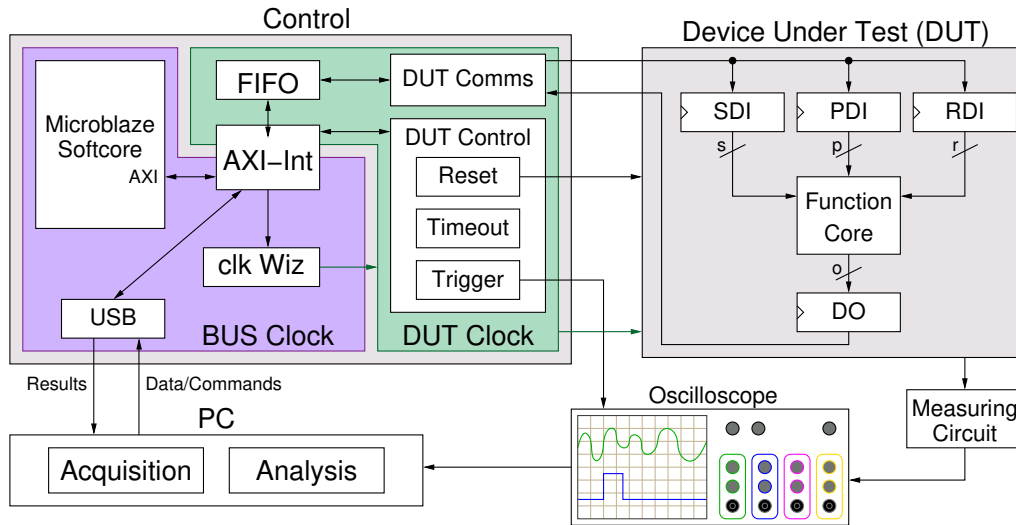 Control
Device Under Test (DUT)
Microblaze
Softcore
AXI
FIFO
AXI−Int
clk Wiz
USB
BUS Clock
DUT Comms
DUT Control
Reset
Timeout
Trigger
DUT Clock
SDI
PDI
RDI
s
p
r
Function
Core
o
DO
Results
Data/Commands
PC
Acquisition
Analysis
Oscilloscope
Measuring
Circuit